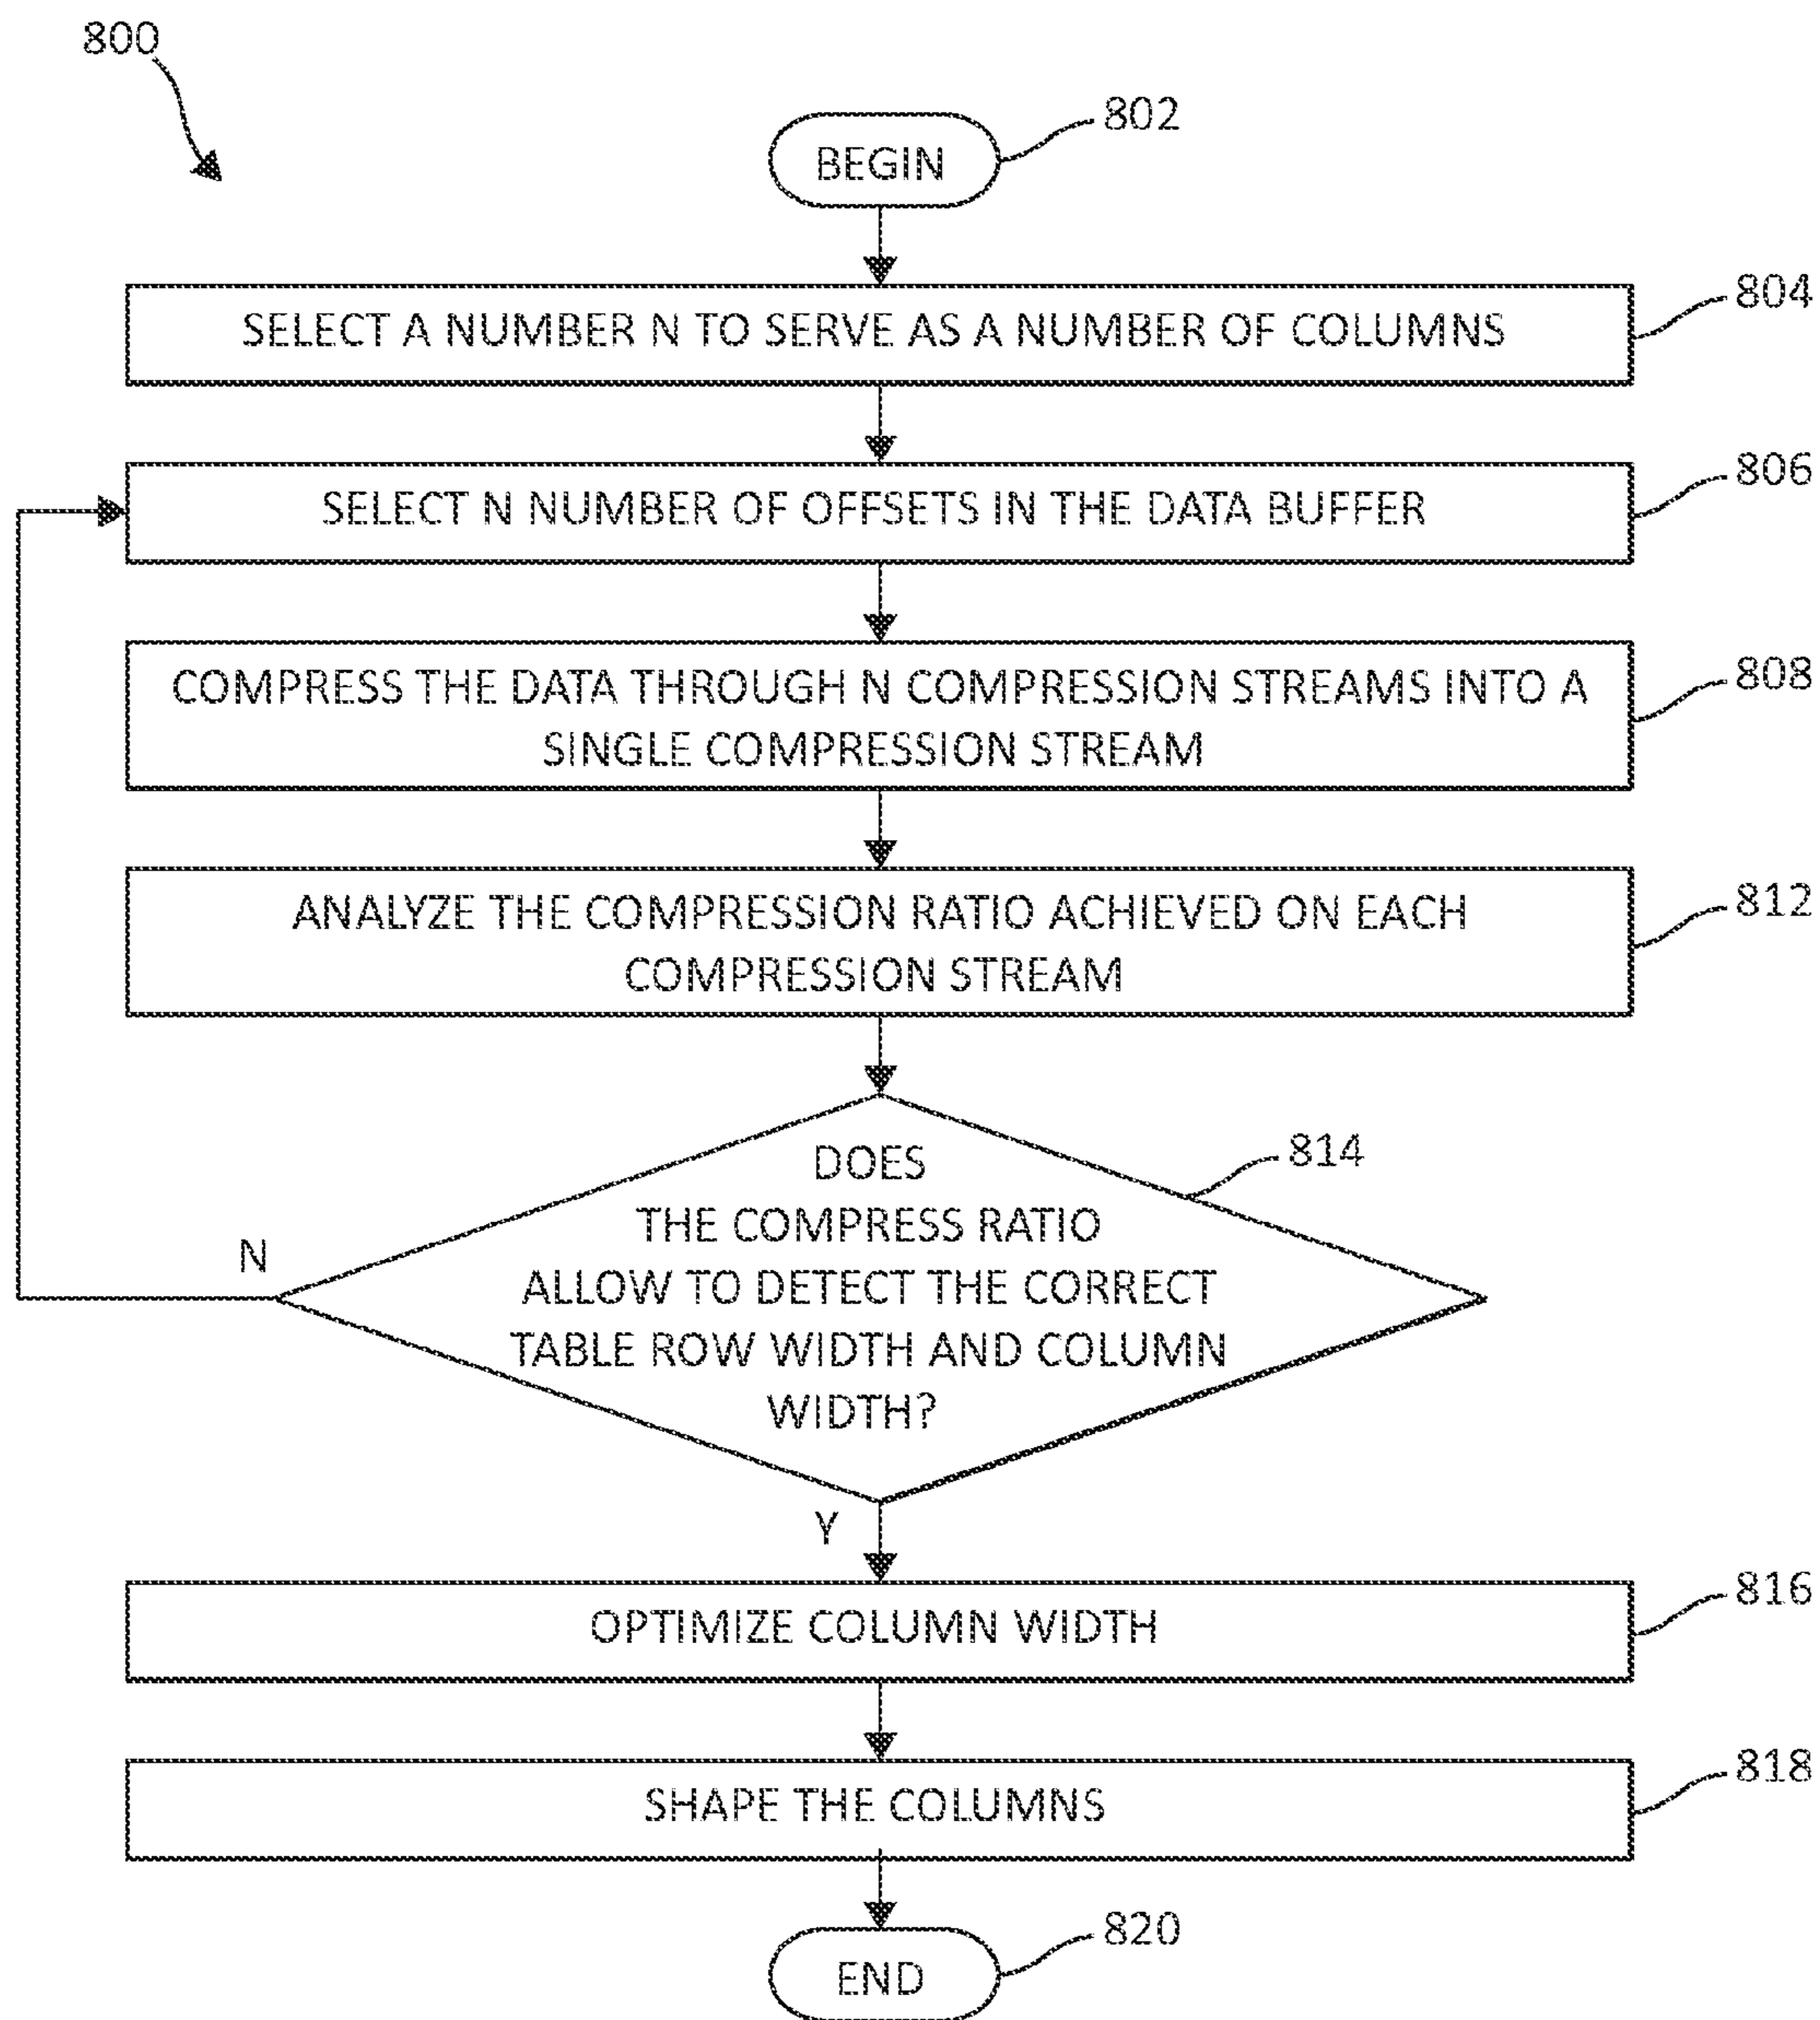 800
BEGIN
802
SELECT A NUMBER N TO SERVE AS A NUMBER OF COLUMNS
804
SELECT N NUMBER OF OFFSETS IN THE DATA BUFFER
806
COMPRESS THE DATA THROUGH N COMPRESSION STREAMS INTO A
SINGLE COMPRESSION STREAM
808
ANALYZE THE COMPRESSION RATIO ACHIEVED ON EACH
COMPRESSION STREAM
812
DOES
THE COMPRESS RATIO
ALLOW TO DETECT THE CORRECT
TABLE ROW WIDTH AND COLUMN
WIDTH?
814
N
Y
OPTIMIZE COLUMN WIDTH
816
SHAPE THE COLUMNS
818
END
820